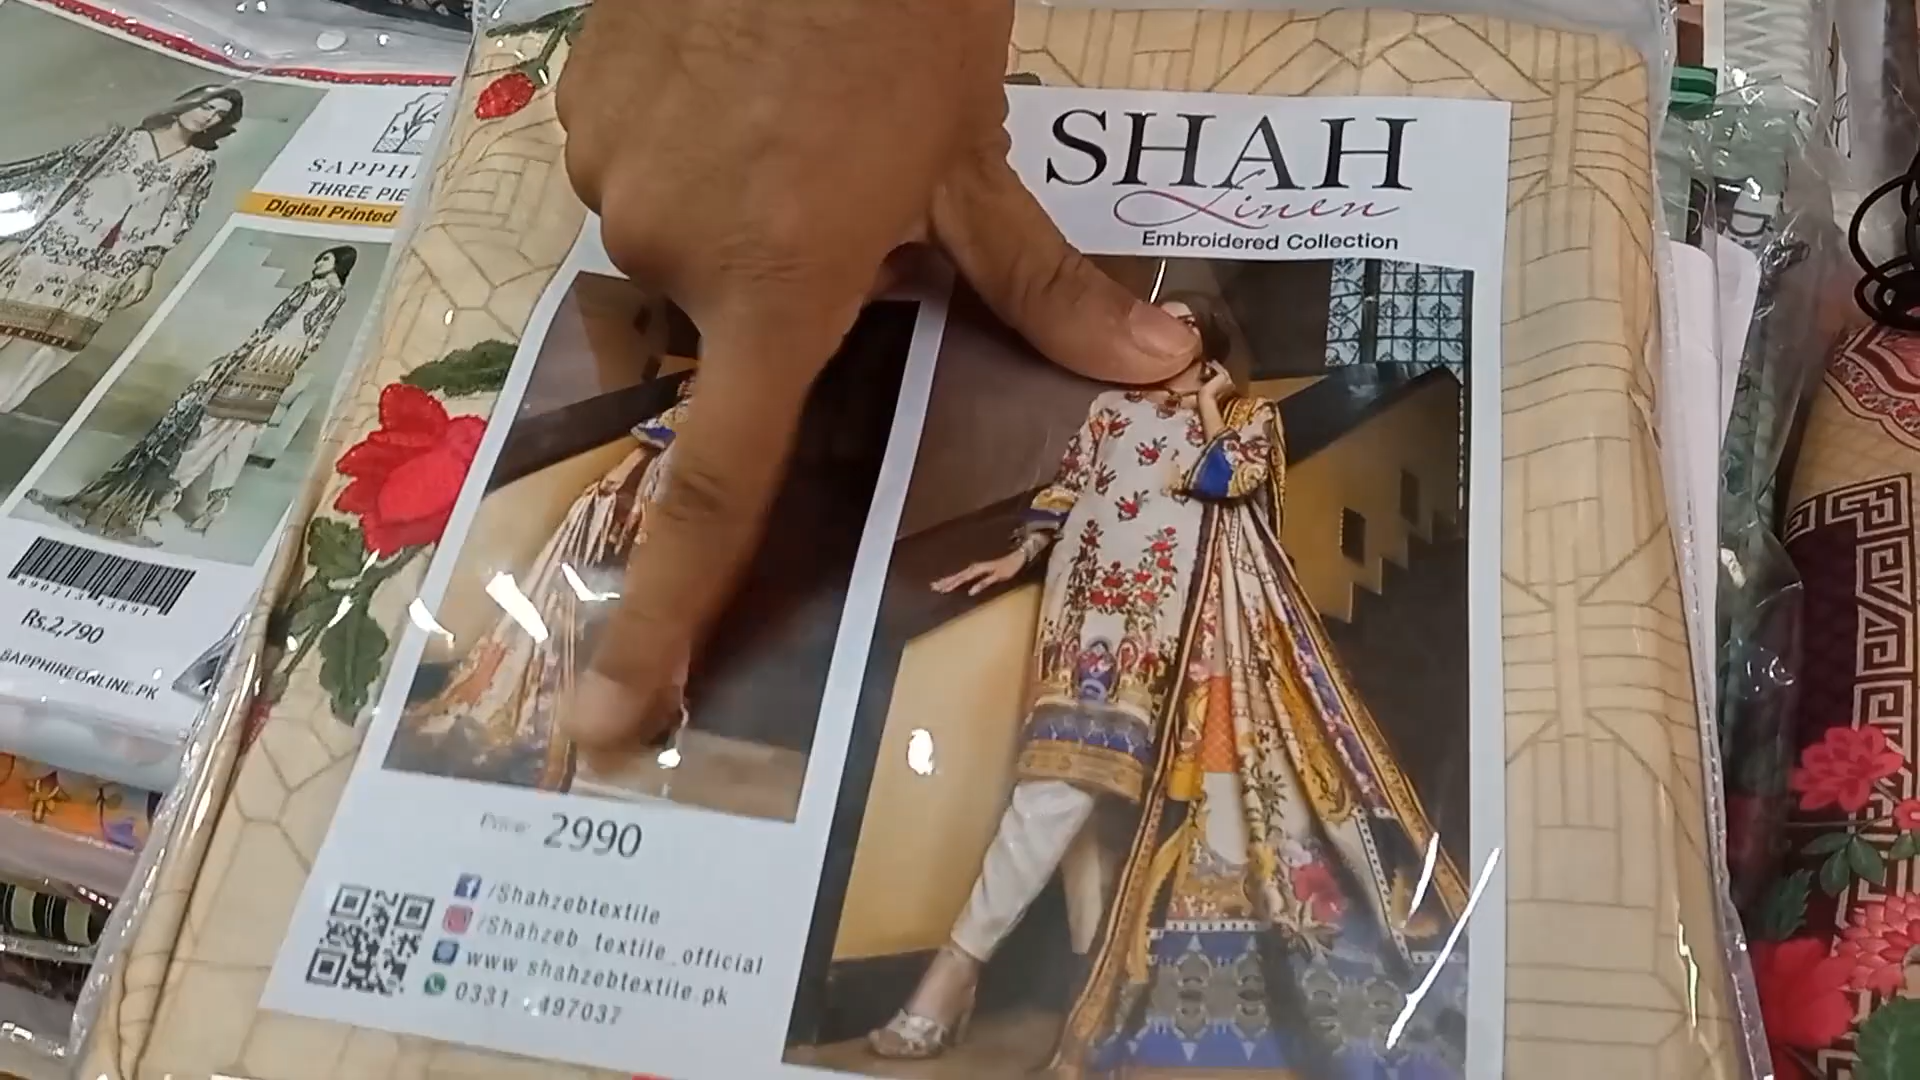 SAPPH
THREE PIE
Digital Printed
Rs.2,790
SAPPHIREONLINE.PK
SHAH
Linen
Embroidered Collection
Price: 2990
/Shahzebtextile
/Shahzeb_textile_official
www shahzebtextile.pk
0331 497037